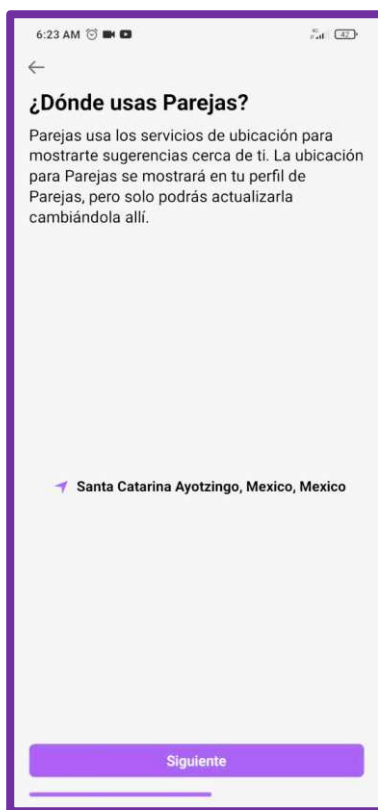 6:23 AM
42
¿Dónde usas Parejas?
Parejas usa los servicios de ubicación para
mostrarte sugerencias cerca de ti. La ubicación
para Parejas se mostrará en tu perfil de
Parejas, pero solo podrás actualizarla
cambiándola allí.
Santa Catarina Ayotzingo, Mexico, Mexico
Siguiente